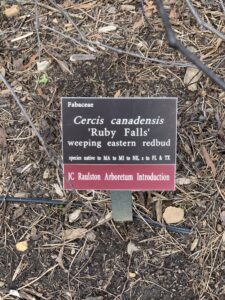 Fabaceae
Cercis canadensis
'Ruby Falls'
weeping eastern redbud
species native to MA to MI to NE, s to FL & TX
JC Raulston Arboretum Introduction